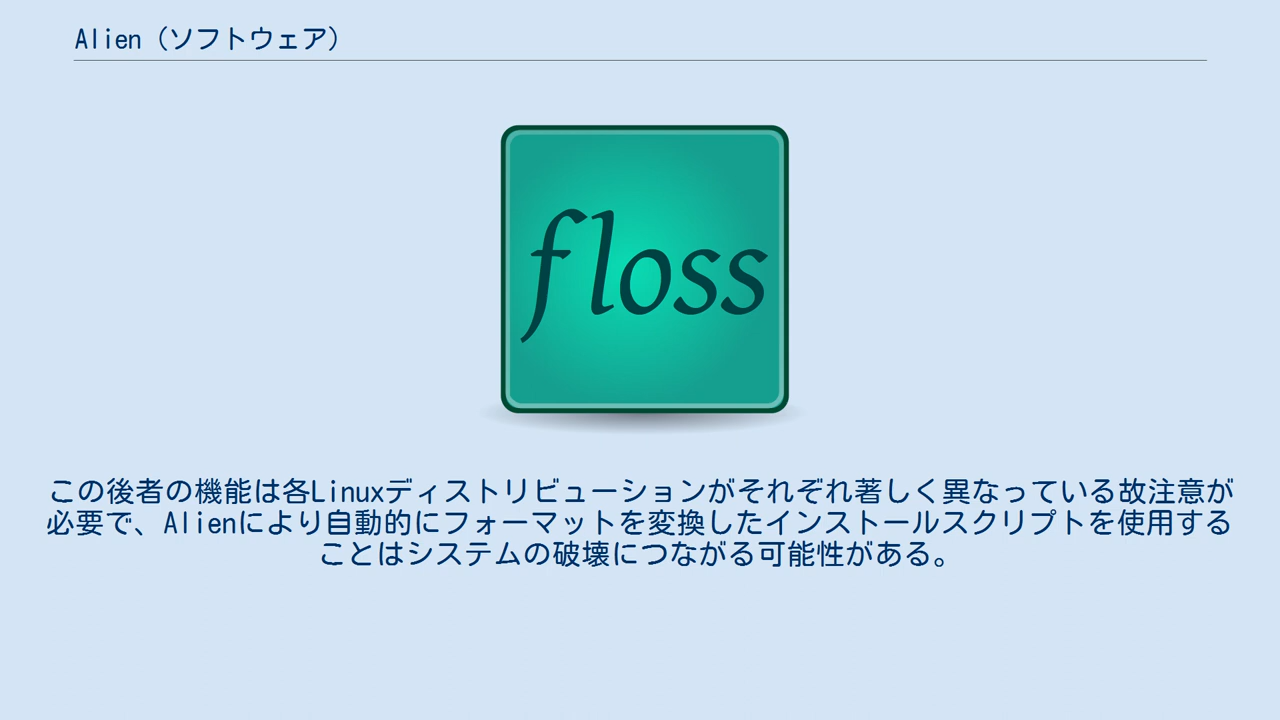 Alien（ソフトウェア）
floss
この後者の機能は各Linuxディストリビューションがそれぞれ著しく異なっている故注意が
必要で、Alienにより自動的にフォーマットを変換したインストールスクリプトを使用する
ことはシステムの破壊につながる可能性がある。